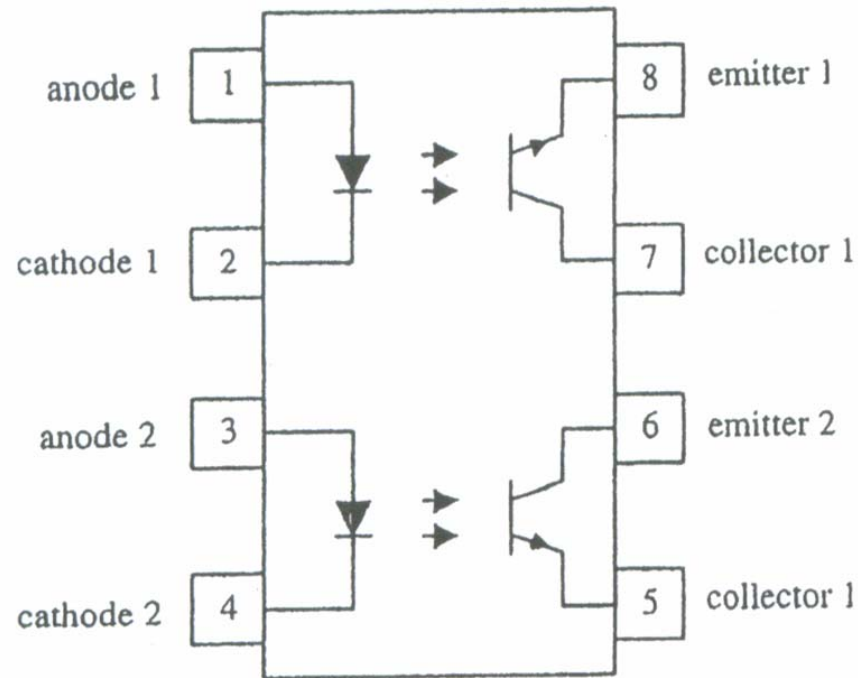 anode 1 1 8 emitter 1
cathode 1 2 7 collector 1
anode 2 3 6 emitter 2
cathode 2 4 5 collector 1